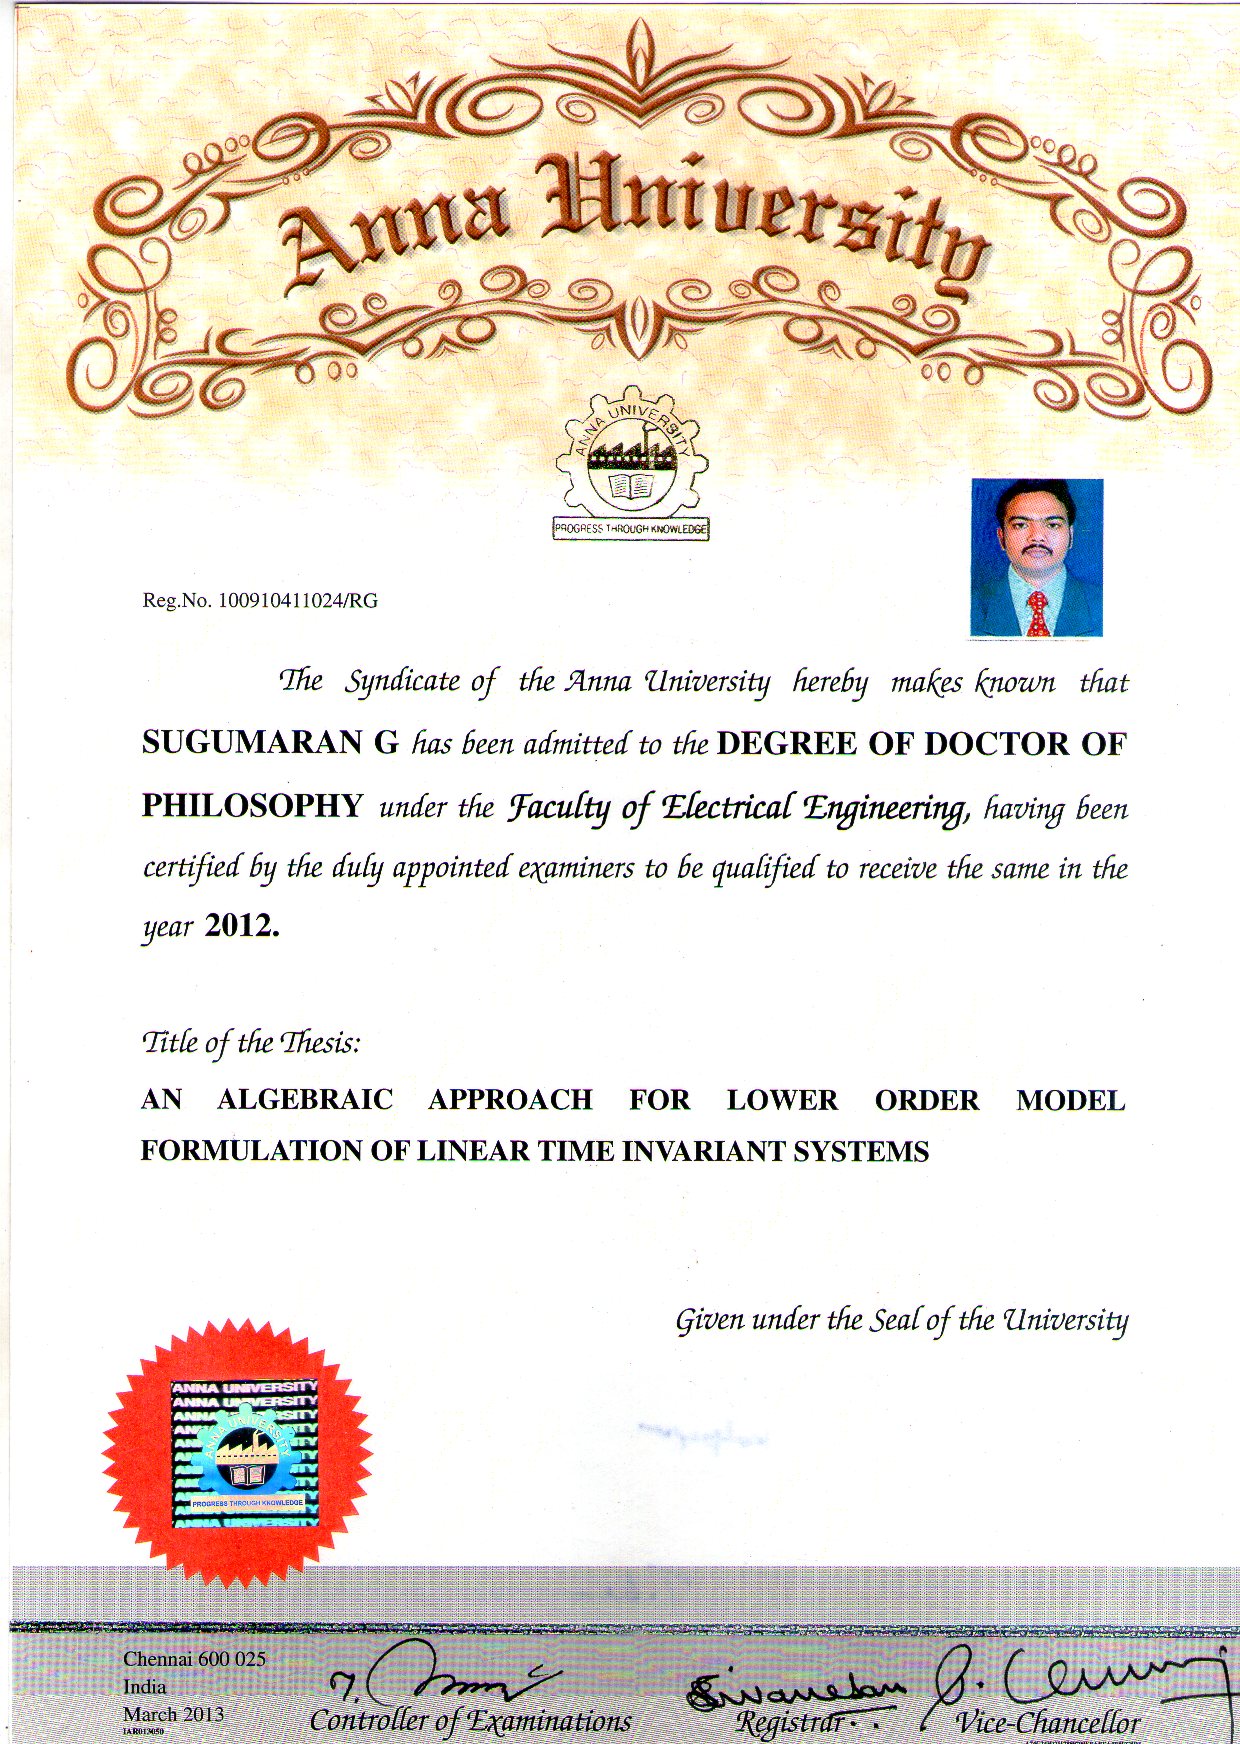 Anna University
ANNA UNIVERSITY
PROGRESS THROUGH KNOWLEDGE
Reg.No. 100910411024/RG
The Syndicate of the Anna University hereby makes known that
SUGUMARAN G has been admitted to the DEGREE OF DOCTOR OF
PHILOSOPHY under the Faculty of Electrical Engineering, having been
certified by the duly appointed examiners to be qualified to receive the same in the
year 2012.
Title of the Thesis:
AN ALGEBRAIC APPROACH FOR LOWER ORDER MODEL
FORMULATION OF LINEAR TIME INVARIANT SYSTEMS
Given under the Seal of the University
ANNA UNIVERSITY
ANNA UNIVERSITY
ANNA UNIVERSITY
PROGRESS THROUGH KNOWLEDGE
ANNA UNIVERSITY
Chennai 600 025
India
March 2013
IAR013050
Controller of Examinations
Sivanesan
Registrar
Vice-Chancellor